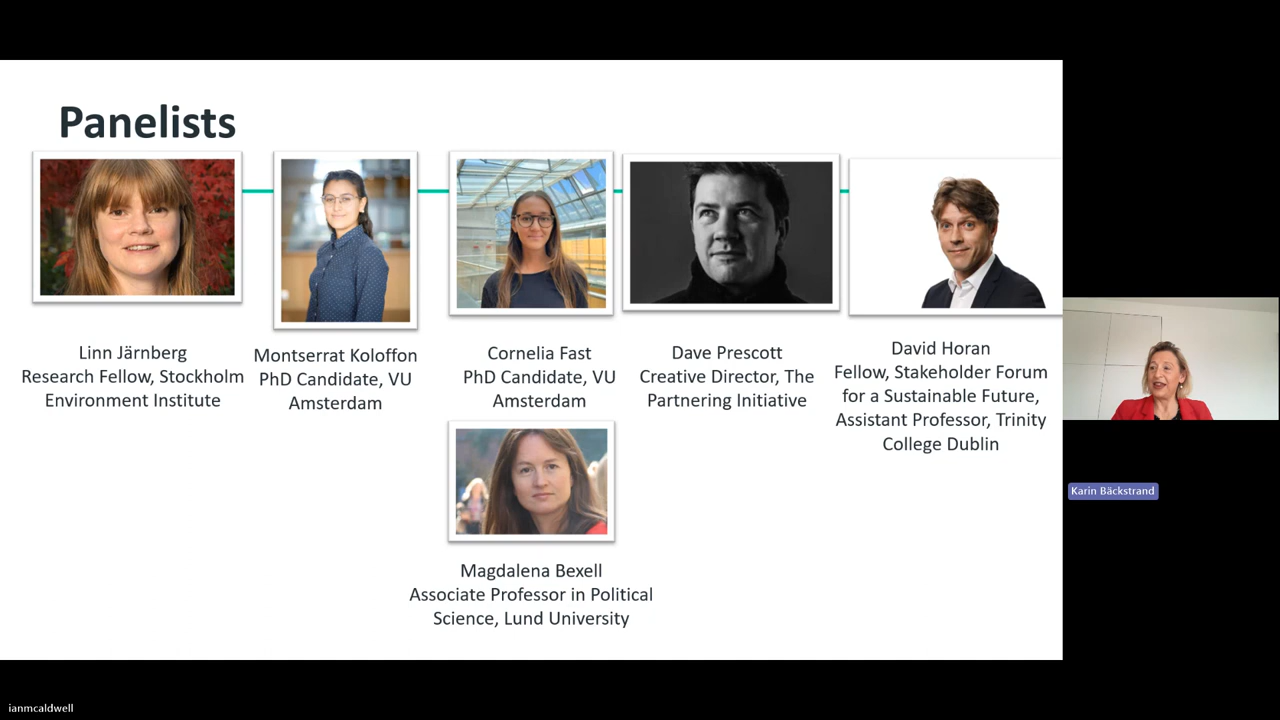 Panelists
Linn Järnberg
Research Fellow, Stockholm
Environment Institute
Montserrat Koloffon
PhD Candidate, VU
Amsterdam
Cornelia Fast
PhD Candidate, VU
Amsterdam
Dave Prescott
Creative Director, The
Partnering Initiative
David Horan
Fellow, Stakeholder Forum
for a Sustainable Future,
Assistant Professor, Trinity
College Dublin
Magdalena Bexell
Associate Professor in Political
Science, Lund University
Karin Bäckstrand
ianmcaldwell